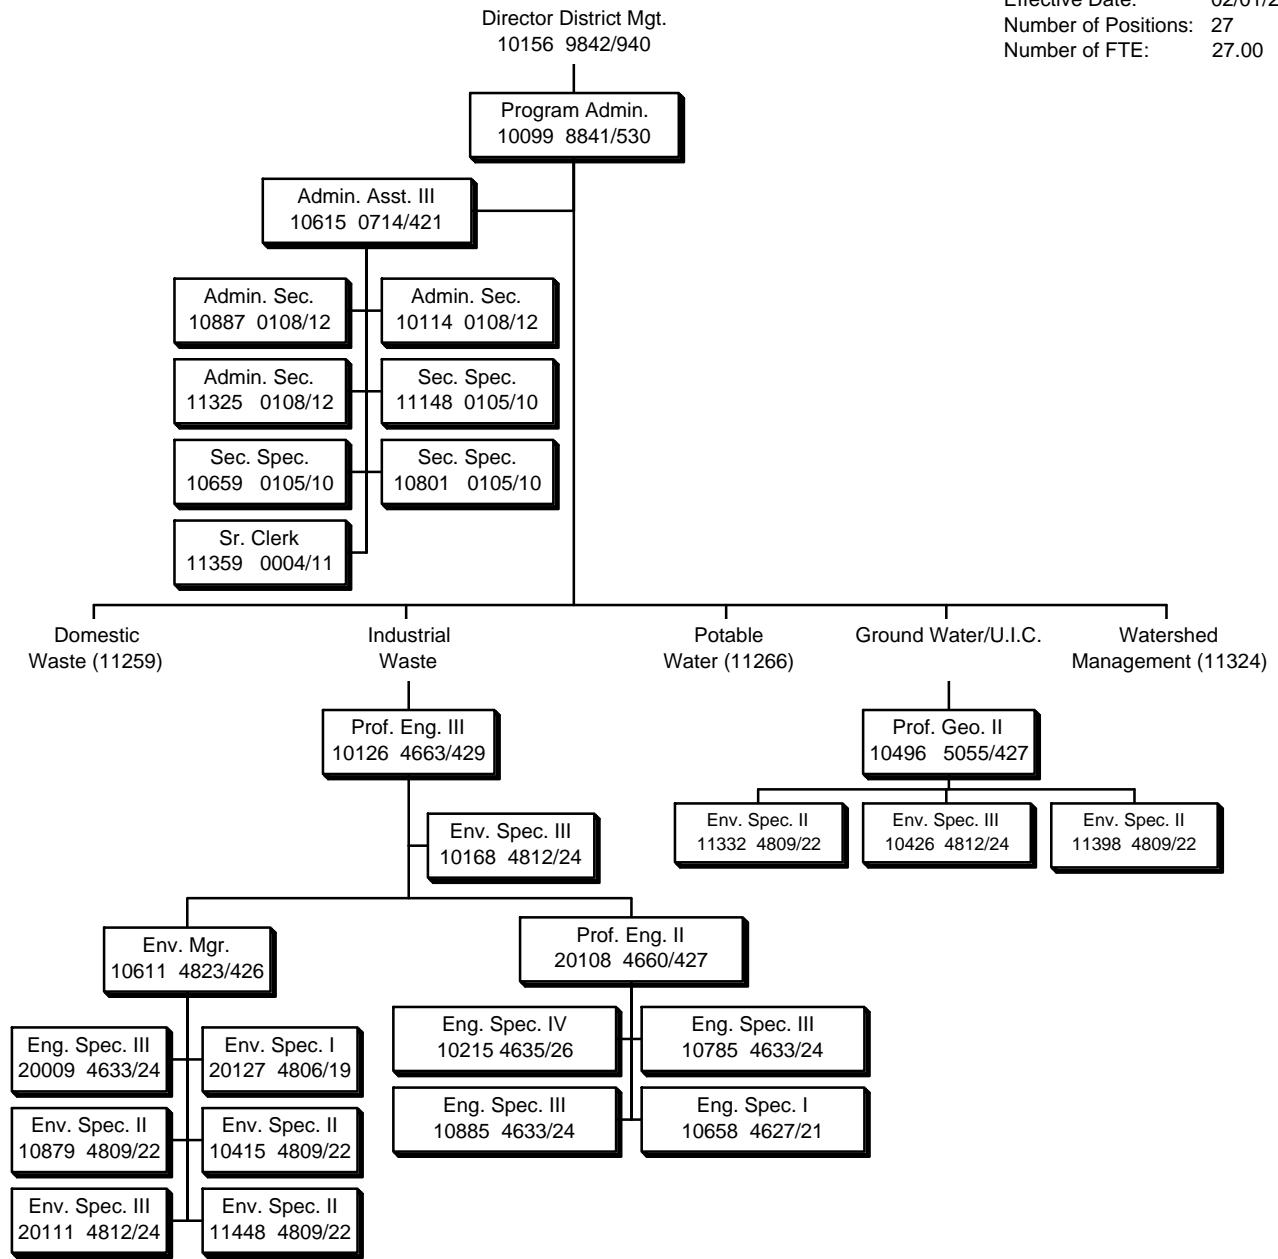 Director District Mgt.
10156 9842/940
Number of Positions: 27
Number of FTE: 27.00
Program Admin.
10099 8841/530
Admin. Asst. III
10615 0714/421
Admin. Sec.
10887 0108/12
Admin. Sec.
10114 0108/12
Admin. Sec.
11325 0108/12
Sec. Spec.
11148 0105/10
Sec. Spec.
10659 0105/10
Sec. Spec.
10801 0105/10
Sr. Clerk
11359 0004/11
Domestic
Waste (11259)
Industrial
Waste
Potable
Water (11266)
Ground Water/U.I.C.
Watershed
Management (11324)
Prof. Eng. III
10126 4663/429
Prof. Geo. II
10496 5055/427
Env. Spec. III
10168 4812/24
Env. Spec. II
11332 4809/22
Env. Spec. III
10426 4812/24
Env. Spec. II
11398 4809/22
Env. Mgr.
10611 4823/426
Prof. Eng. II
20108 4660/427
Eng. Spec. III
20009 4633/24
Env. Spec. I
20127 4806/19
Env. Spec. II
10879 4809/22
Env. Spec. II
10415 4809/22
Env. Spec. III
20111 4812/24
Env. Spec. II
11448 4809/22
Eng. Spec. IV
10215 4635/26
Eng. Spec. III
10785 4633/24
Eng. Spec. III
10885 4633/24
Eng. Spec. I
10658 4627/21